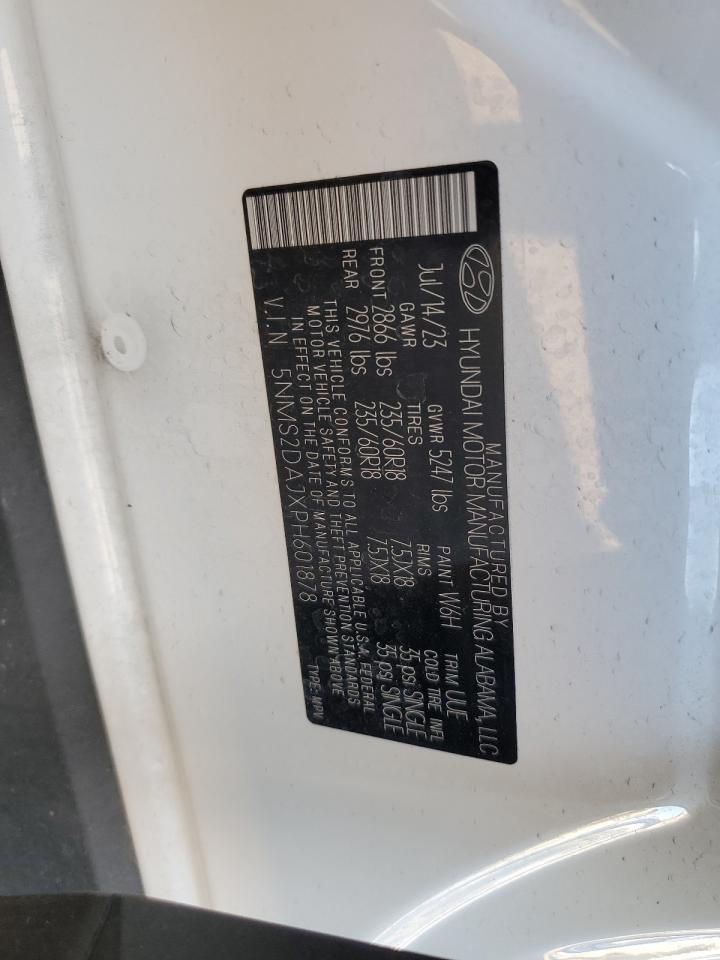 MANUFACTURED BY
HYUNDAI MOTOR MANUFACTURING ALABAMA, LLC
Jul/14/23 GVWR 5247 lbs PAINT W6H TRIM UUE
GAWR TIRES RIMS COLD TIRE INFL
FRONT 2866 lbs 235/60R18 7.5JX18 35 psi SINGLE
REAR 2976 lbs 235/60R18 7.5JX18 35 psi SINGLE
THIS VEHICLE CONFORMS TO ALL APPLICABLE U.S.A. FEDERAL
MOTOR VEHICLE SAFETY AND THEFT PREVENTION STANDARDS
IN EFFECT ON THE DATE OF MANUFACTURE SHOWN ABOVE
V.I.N 5NMS2DAJXPH601878 TYPE: MPV